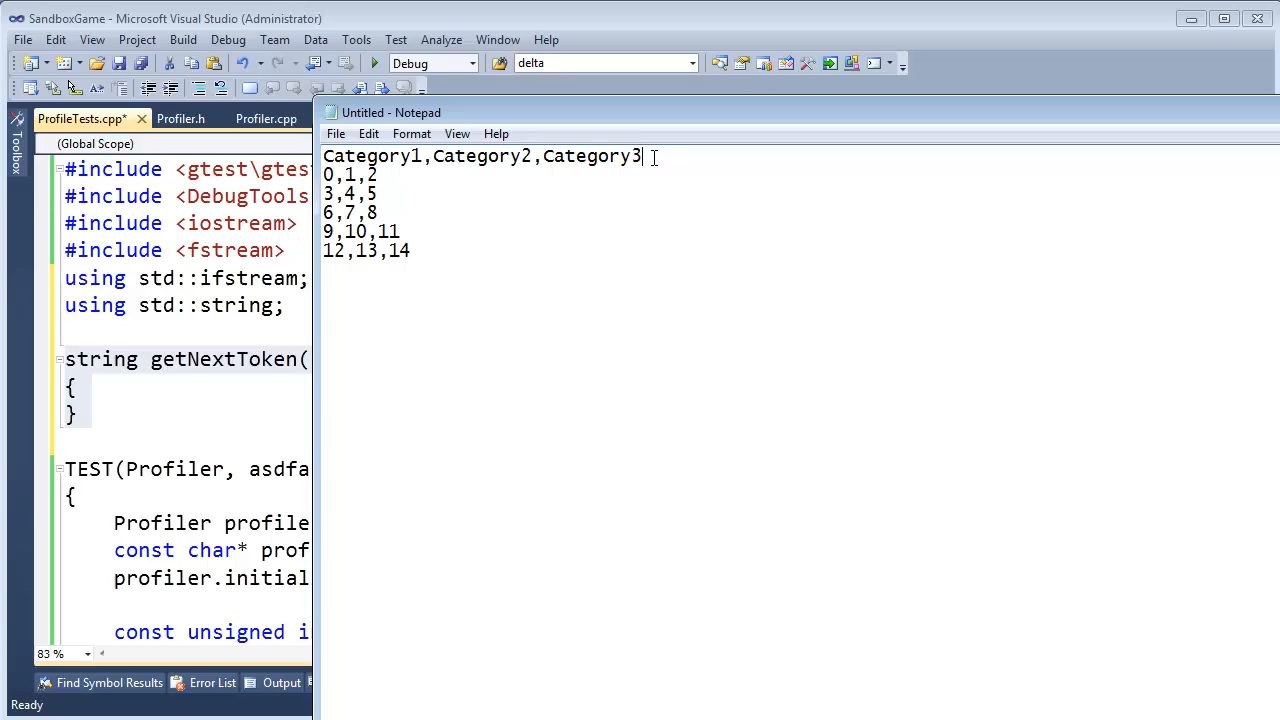 SandboxGame - Microsoft Visual Studio (Administrator)
File Edit View Project Build Debug Team Data Tools Test Analyze Window Help
Debug delta
ProfileTests.cpp* Profiler.h Profiler.cpp
(Global Scope)
Toolbox
#include <gtest\gtes
#include <DebugTools
#include <iostream>
#include <fstream>
using std::ifstream;
using std::string;
string getNextToken(
{
}
TEST(Profiler, asdfa
{
Profiler profile
const char* prof
profiler.initial
const unsigned i
83 %
Find Symbol Results Error List Output
Ready
Untitled - Notepad
File Edit Format View Help
Category1,Category2,Category3
0,1,2
3,4,5
6,7,8
9,10,11
12,13,14